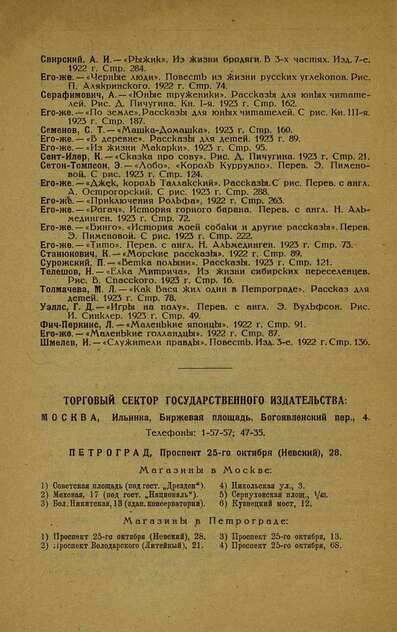 Свирский, А. И. — «Рыжик». Из жизни бродяги. В 3-х частях. Изд. 7-е.
1922 г. Стр. 284.
Его-же. — «Черные люди». Повесть из жизни русских углекопов. Рис.
П. Алякринского. 1922 г. Стр. 74.
Серафимович, А. — «Юные труженики». Рассказы для юных читате-
лей. Рис. Д. Пичугина. Кн. I-я. 1923 г. Стр. 162.
Его-же. — «По земле». Рассказы для юных читателей. С рис. Кн. III-я.
1923 г. Стр. 187.
Семенов, С. Т. — «Машка-Домашка». 1923 г. Стр. 160.
Его-же. — «В деревне». Рассказы для детей. 1923 г. Стр. 89.
Его-же. — «Из жизни Макарки». 1923 г. Стр. 95.
Сент-Илер, К. — «Сказка про сову». Рис. Д. Пичугина. 1923 г. Стр. 21.
Сетон-Томпсон, Э. — «Лобо». «Король Куррумпо». Перев. Э. Пимено-
вой. С рис. 1923 г. Стр. 124.
Его-же. — «Джек, король Таллакский». Рассказы. С рис. Перев. с англ.
А. Острогорский. С рис. 1923 г. Стр. 288.
Его-же. — «Приключения Рольфа», 1922 г. Стр. 263.
Его-же. — «Рогач». История горного барана. Перев. с англ. Н. Аль-
мединген. 1923 г. Стр. 72.
Его-же. — «Бинго». «История моей собаки и другие рассказы». Перев.
Э. Пименовой. С рис. 1923 г. Стр. 222.
Его-же. — «Тито». Перев. с англ. Н. Альмединген. 1923 г. Стр. 73.
Станюкович, К. — «Морские рассказы». 1922 г. Стр. 89.
Сурожский, П. — «Ветка полыни». Рассказы. 1923 г. Стр. 121.
Телешов, Н. — «Елка Митрича». Из жизни сибирских переселенцев.
Рис. В. Спасского. 1923 г. Стр. 16.
Толмачева, М. Л. — «Как Вася жил один в Петрограде». Рассказ для
детей. 1923 г. Стр. 78.
Уэллс, Г. Д. — «Игры на полу». Перев. с англ. Э. Вульфсон. Рис.
И. Синклер. 1923 г. Стр. 49.
Фич-Перкинс, Л. — «Маленькие японцы». 1922 г. Стр. 91.
Его-же. — «Маленькие голландцы». 1922 г. Стр. 87.
Шмелев, И. — «Служители правды». Повесть. Изд. 3-е. 1922 г. Стр. 136.
ТОРГОВЫЙ СЕКТОР ГОСУДАРСТВЕННОГО ИЗДАТЕЛЬСТВА:
МОСКВА, Ильинка, Биржевая площадь, Богоявленский пер., 4.
Телефоны: 1-57-57; 47-35.
ПЕТРОГРАД, Проспект 25-го октября (Невский), 28.
Магазины в Москве:
1) Советская площадь (под гост. „Дрезден“).
2) Моховая, 17 (под гост. „Националь“).
3) Бол. Никитская, 13 (здан. консерватории).
4) Никольская ул., 3.
5) Серпуховская площ., 1/43.
6) Кузнецкий мост, 12.
Магазины в Петрограде:
1) Проспект 25-го октября (Невский), 28.
2) Проспект Володарского (Литейный), 21.
3) Проспект 25-го октября, 13.
4) Проспект 25-го октября, 68.